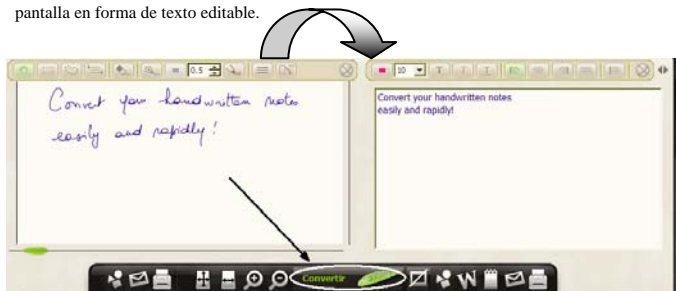 pantalla en forma de texto editable.
0.5
10
Convert your handwritten notes
easily and rapidly!
Convert your handwritten notes
easily and rapidly!
Convertir
W